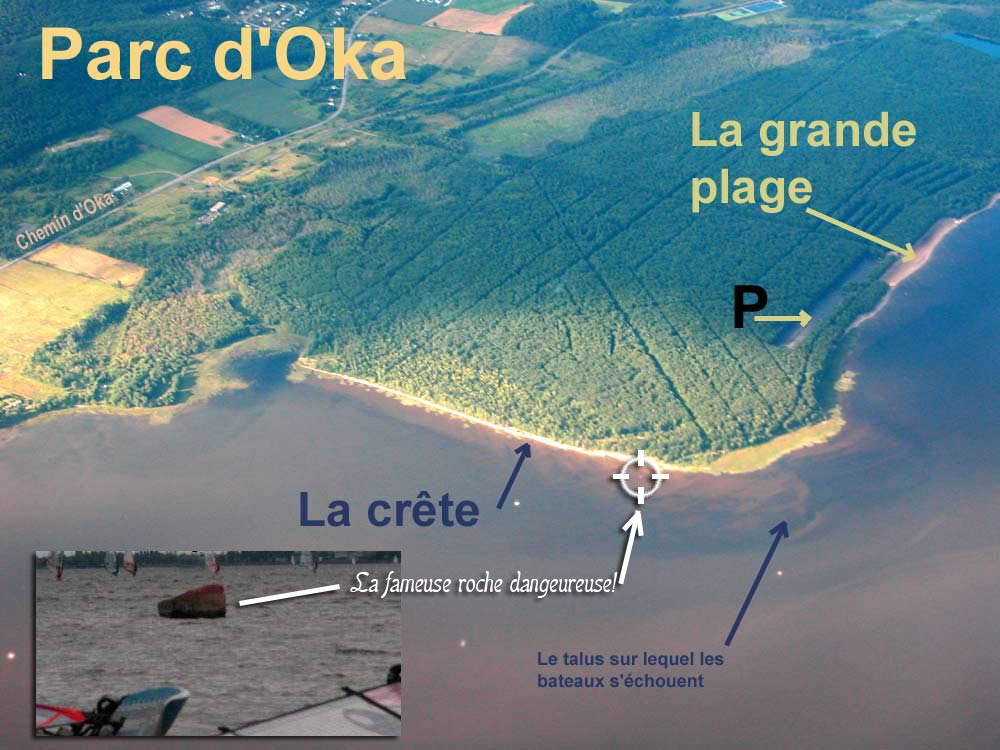 Parc d'Oka
La grande
plage
Chemin d'Oka
P
La crête
La fameuse roche dangeureuse!
Le talus sur lequel les
bateaux s'échouent